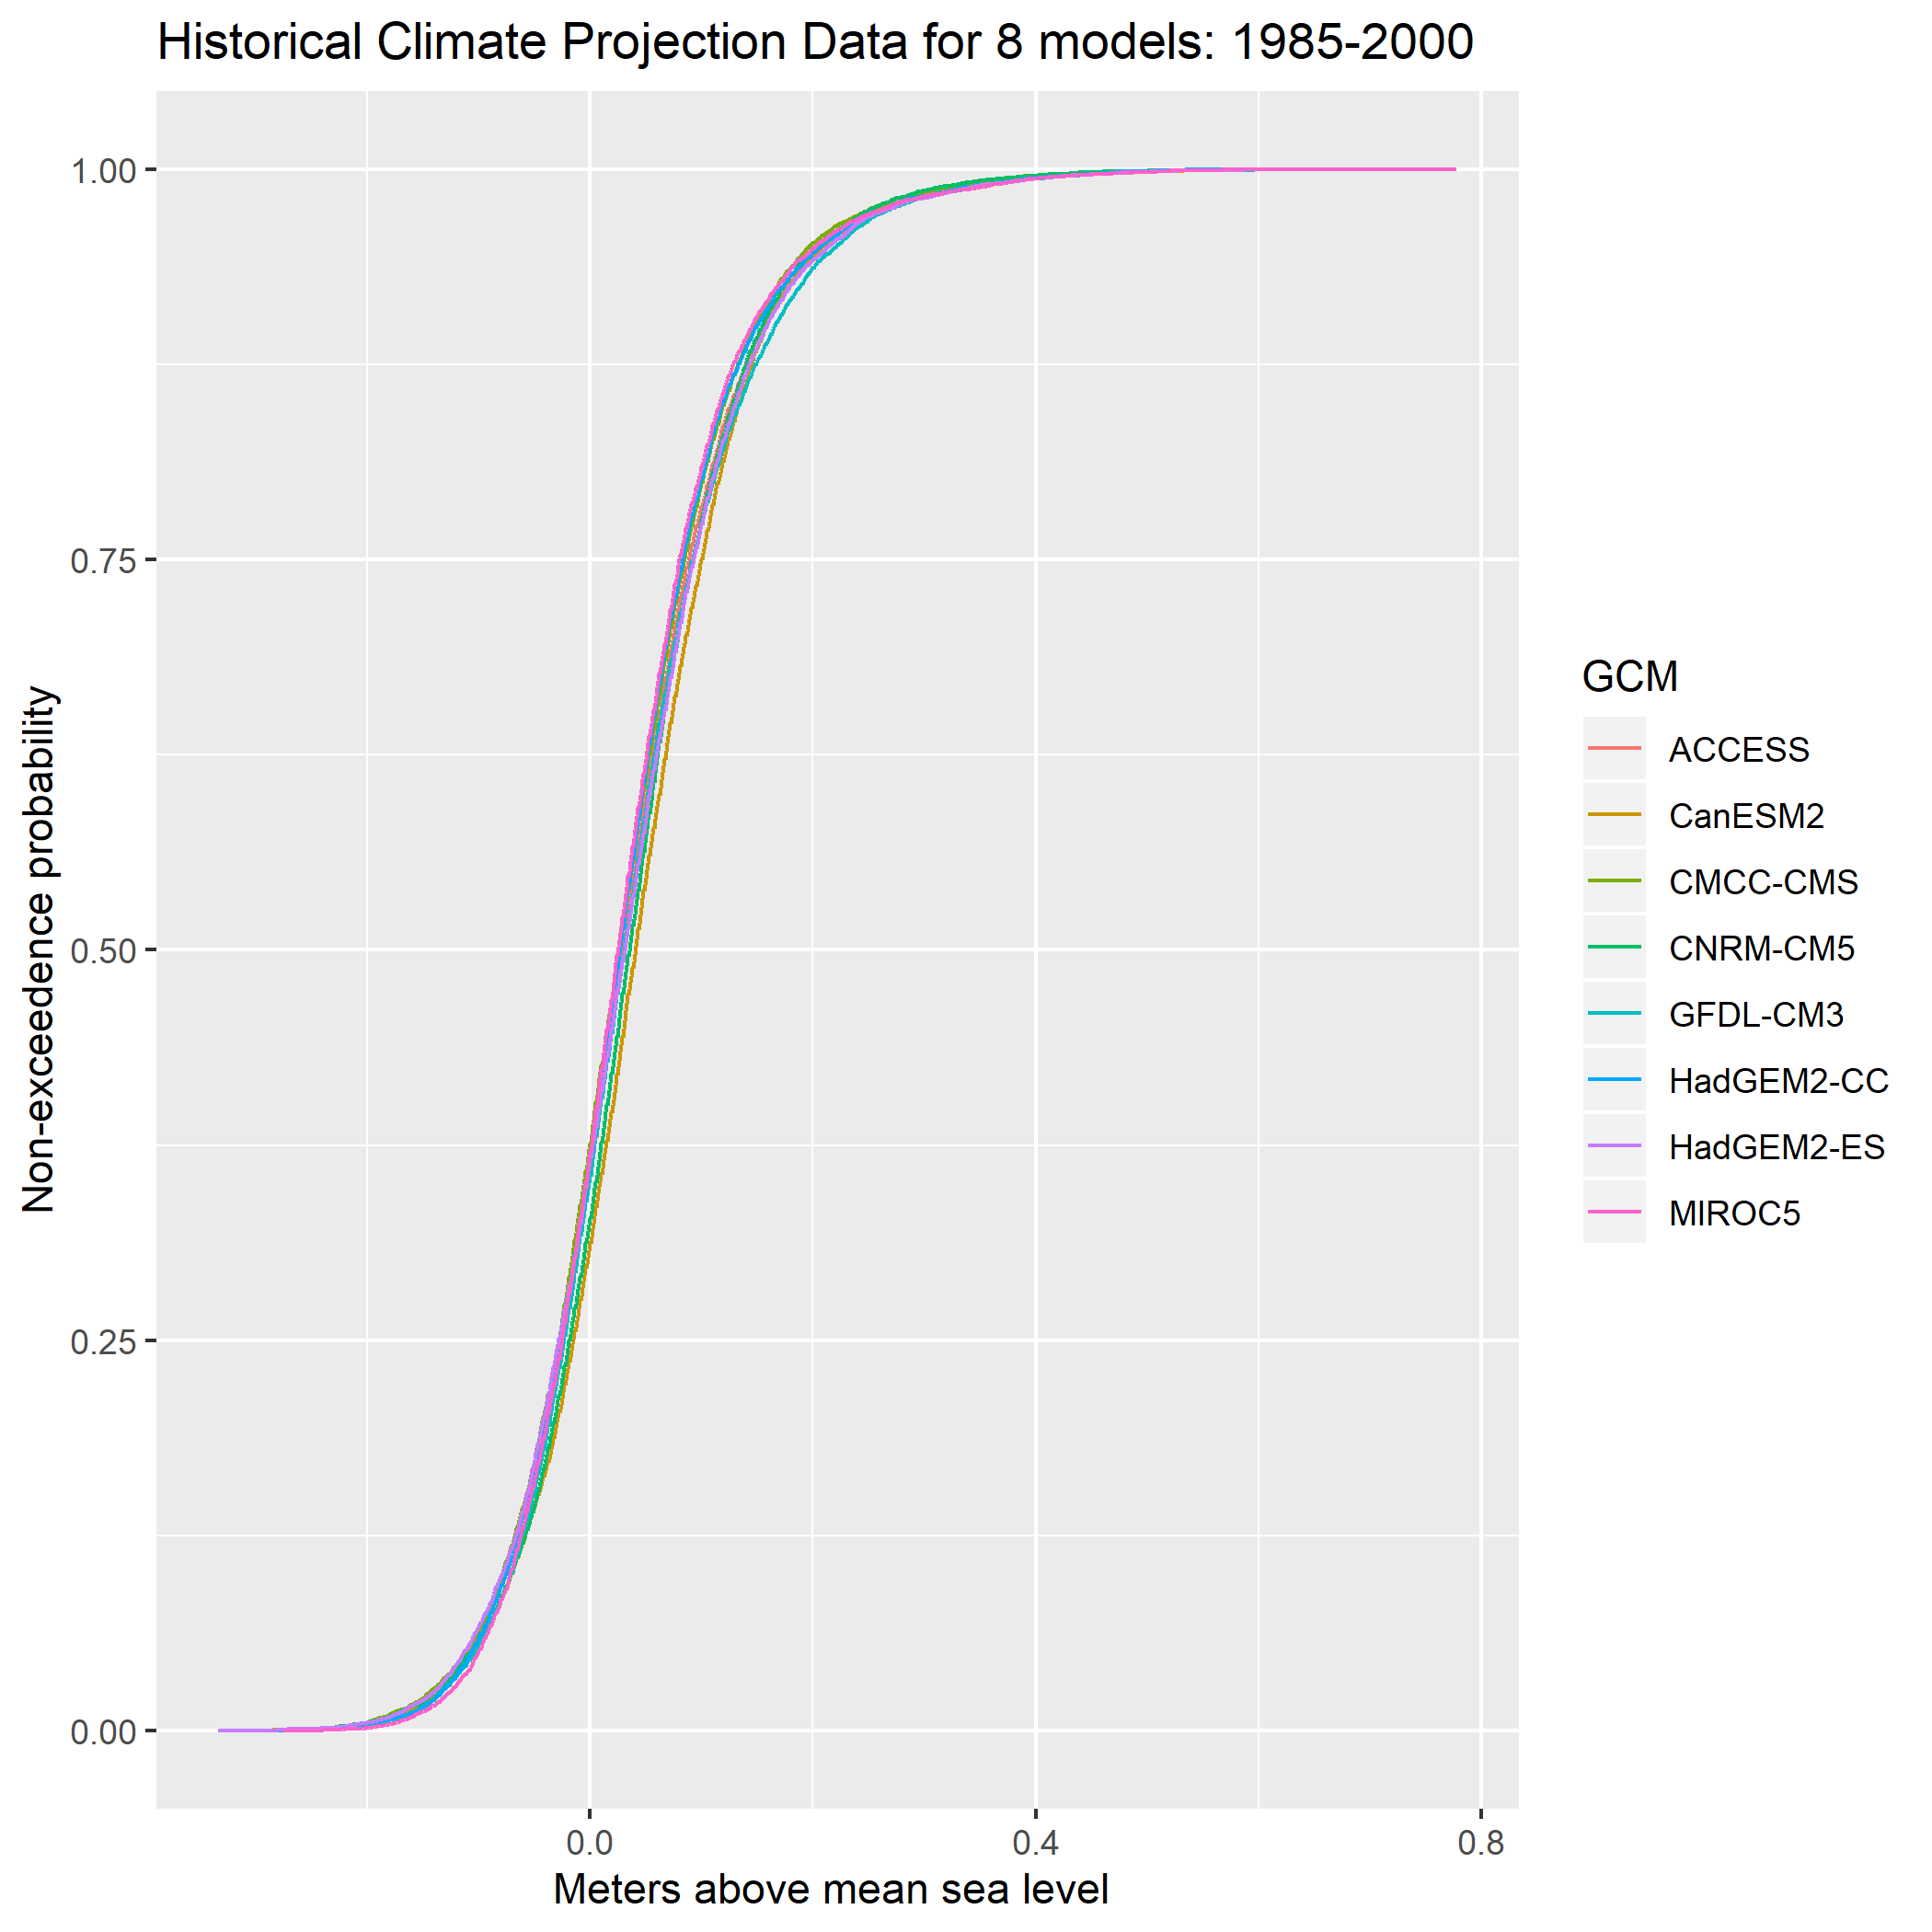 Historical Climate Projection Data for 8 models: 1985-2000
1.00
0.75
0.50
0.25
0.00
Non-exceedence probability
0.0 0.4 0.8
Meters above mean sea level
GCM
ACCESS
CanESM2
CMCC-CMS
CNRM-CM5
GFDL-CM3
HadGEM2-CC
HadGEM2-ES
MIROC5